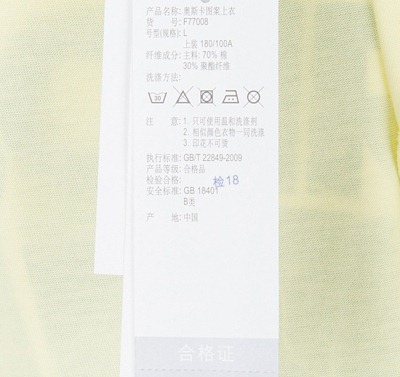 产品名称: 奥斯卡图案上衣
货 号: F77008
号型(规格): L
上装 180/100A
纤维成分: 主料: 70% 棉
30% 聚酯纤维
洗涤方法:
30
注 意: 1. 只可使用温和洗涤剂
2. 相似颜色衣物一同洗涤
3. 印花不可烫
执行标准: GB/T 22849-2009
产品等级: 合格品
检验合格: 检18
安全标准: GB 18401
B类
产 地: 中国
合格证